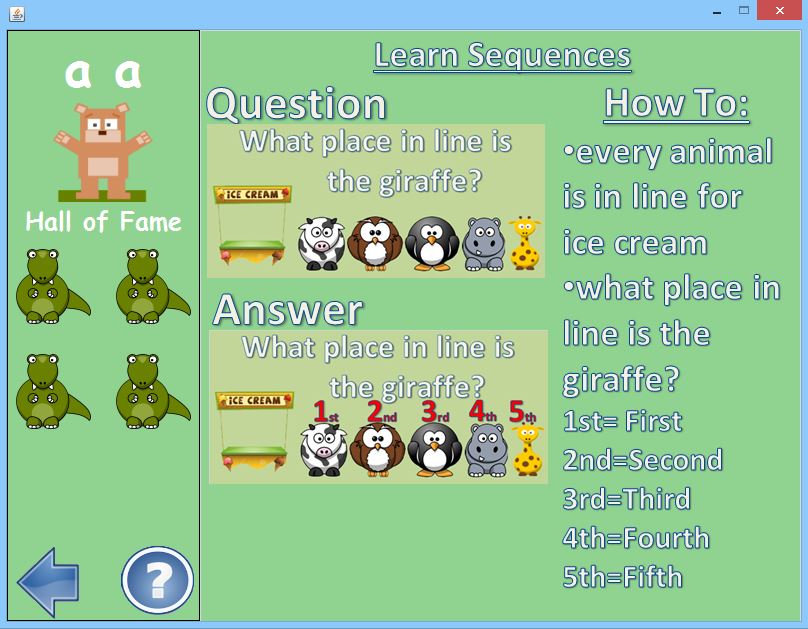 a a
Hall of Fame
Learn Sequences
Question
What place in line is
the giraffe?
ICE CREAM
Answer
What place in line is
the giraffe?
ICE CREAM
1st 2nd 3rd 4th 5th
How To:
•every animal
is in line for
ice cream
•what place in
line is the
giraffe?
1st= First
2nd=Second
3rd=Third
4th=Fourth
5th=Fifth
?